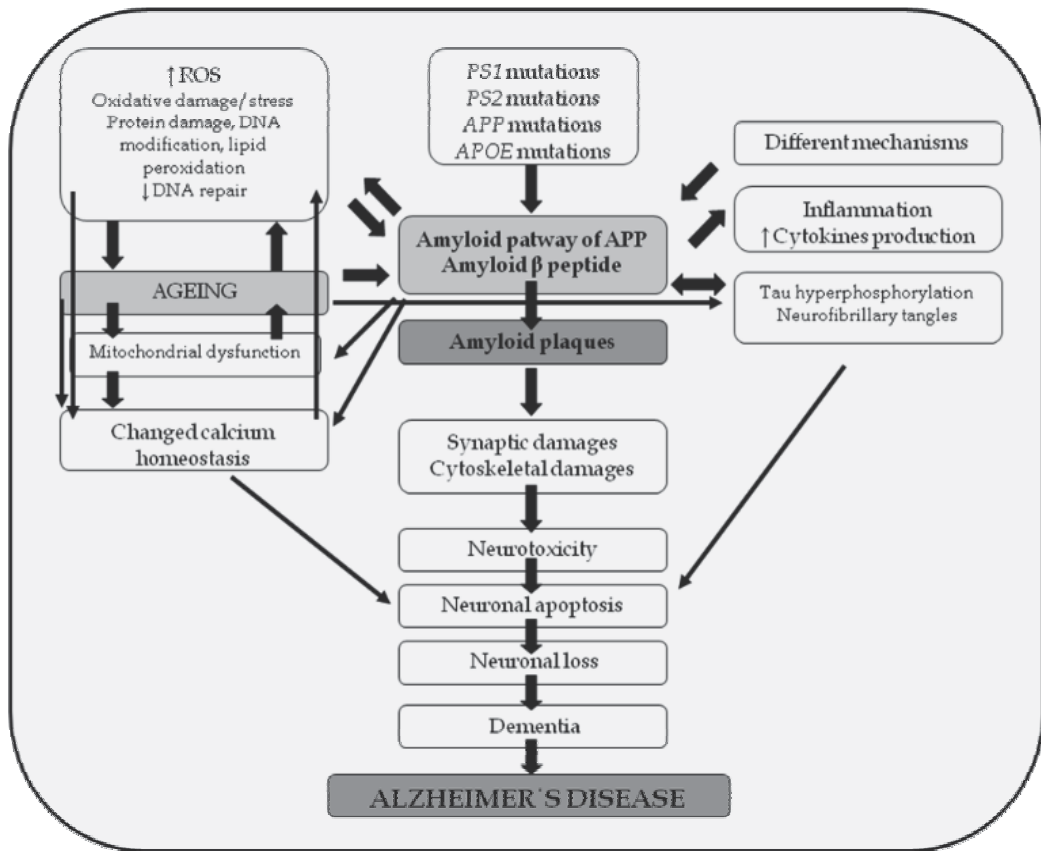 ↑ROS
Oxidative damage/ stress
Protein damage, DNA
modification, lipid
peroxidation
↓DNA repair
AGEING
Mitochondrial dysfunction
Changed calcium
homeostasis
PS1 mutations
PS2 mutations
APP mutations
APOE mutations
Amyloid patway of APP
Amyloid β peptide
Amyloid plaques
Synaptic damages
Cytoskeletal damages
Neurotoxicity
Neuronal apoptosis
Neuronal loss
Dementia
ALZHEIMER´S DISEASE
Different mechanisms
Inflammation
↑Cytokines production
Tau hyperphosphorylation
Neurofibrillary tangles